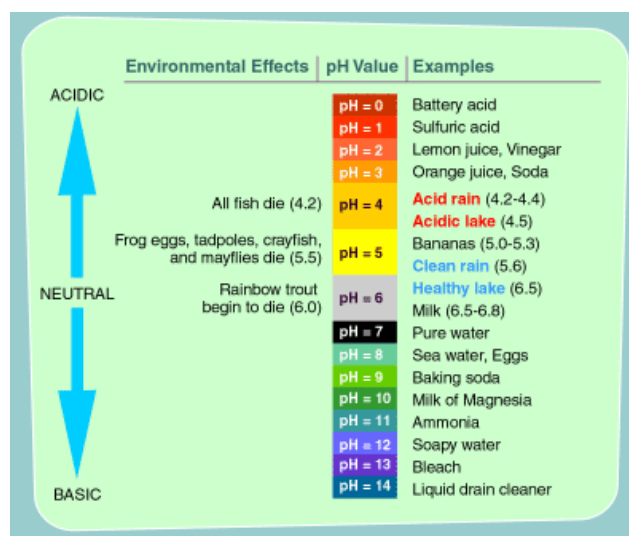 Environmental Effects | pH Value | Examples
ACIDIC
pH = 0 Battery acid
pH = 1 Sulfuric acid
pH = 2 Lemon juice, Vinegar
pH = 3 Orange juice, Soda
All fish die (4.2) pH = 4 Acid rain (4.2-4.4)
Acidic lake (4.5)
Frog eggs, tadpoles, crayfish,
and mayflies die (5.5)
pH = 5
Bananas (5.0-5.3)
Clean rain (5.6)
NEUTRAL
Rainbow trout
begin to die (6.0)
pH = 6
Healthy lake (6.5)
Milk (6.5-6.8)
pH = 7 Pure water
pH = 8 Sea water, Eggs
pH = 9 Baking soda
pH = 10 Milk of Magnesia
pH = 11 Ammonia
pH = 12 Soapy water
pH = 13 Bleach
pH = 14 Liquid drain cleaner
BASIC